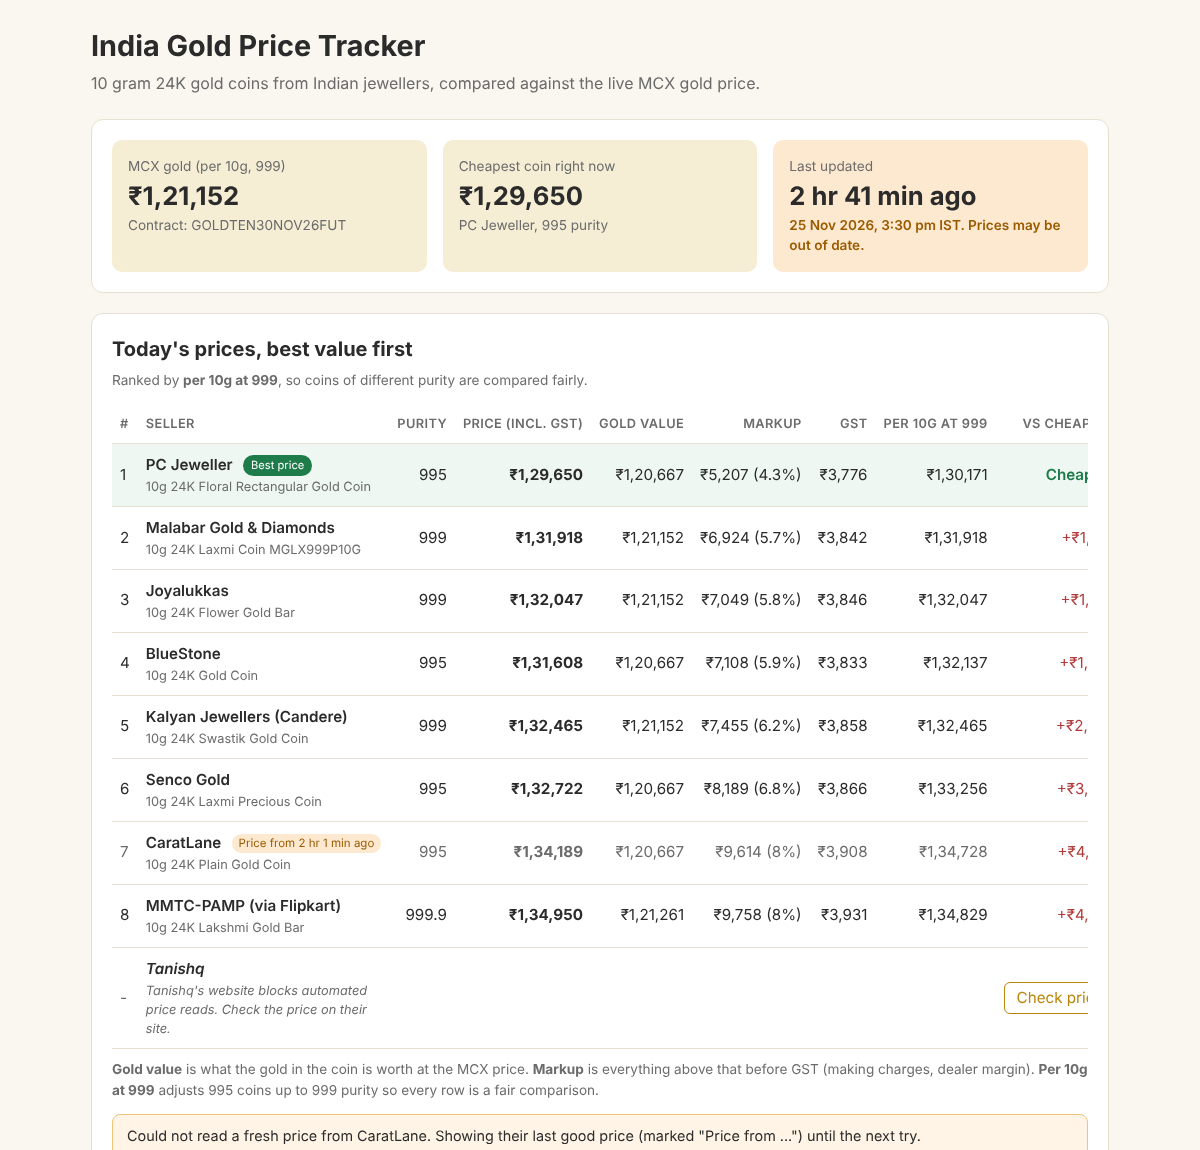 India Gold Price Tracker
10 gram 24K gold coins from Indian jewellers, compared against the live MCX gold price.
MCX gold (per 10g, 999)
₹1,21,152
Contract: GOLDTEN30NOV26FUT
Cheapest coin right now
₹1,29,650
PC Jeweller, 995 purity
Last updated
2 hr 41 min ago
25 Nov 2026, 3:30 pm IST. Prices may be
out of date.
Today's prices, best value first
Ranked by per 10g at 999, so coins of different purity are compared fairly.
# SELLER PURITY PRICE (INCL. GST) GOLD VALUE MARKUP GST PER 10G AT 999 VS CHEAP
1 PC Jeweller Best price 995 ₹1,29,650 ₹1,20,667 ₹5,207 (4.3%) ₹3,776 ₹1,30,171 Cheap
10g 24K Floral Rectangular Gold Coin
2 Malabar Gold & Diamonds 999 ₹1,31,918 ₹1,21,152 ₹6,924 (5.7%) ₹3,842 ₹1,31,918 +₹1,
10g 24K Laxmi Coin MGLX999P10G
3 Joyalukkas 999 ₹1,32,047 ₹1,21,152 ₹7,049 (5.8%) ₹3,846 ₹1,32,047 +₹1,
10g 24K Flower Gold Bar
4 BlueStone 995 ₹1,31,608 ₹1,20,667 ₹7,108 (5.9%) ₹3,833 ₹1,32,137 +₹1,
10g 24K Gold Coin
5 Kalyan Jewellers (Candere) 999 ₹1,32,465 ₹1,21,152 ₹7,455 (6.2%) ₹3,858 ₹1,32,465 +₹2,
10g 24K Swastik Gold Coin
6 Senco Gold 995 ₹1,32,722 ₹1,20,667 ₹8,189 (6.8%) ₹3,866 ₹1,33,256 +₹3,
10g 24K Laxmi Precious Coin
7 CaratLane Price from 2 hr 1 min ago 995 ₹1,34,189 ₹1,20,667 ₹9,614 (8%) ₹3,908 ₹1,34,728 +₹4,
10g 24K Plain Gold Coin
8 MMTC-PAMP (via Flipkart) 999.9 ₹1,34,950 ₹1,21,261 ₹9,758 (8%) ₹3,931 ₹1,34,829 +₹4,
10g 24K Lakshmi Gold Bar
- Tanishq
Tanishq's website blocks automated
price reads. Check the price on their
site.
Check pri
Gold value is what the gold in the coin is worth at the MCX price. Markup is everything above that before GST (making charges, dealer margin). Per 10g
at 999 adjusts 995 coins up to 999 purity so every row is a fair comparison.
Could not read a fresh price from CaratLane. Showing their last good price (marked "Price from ...") until the next try.